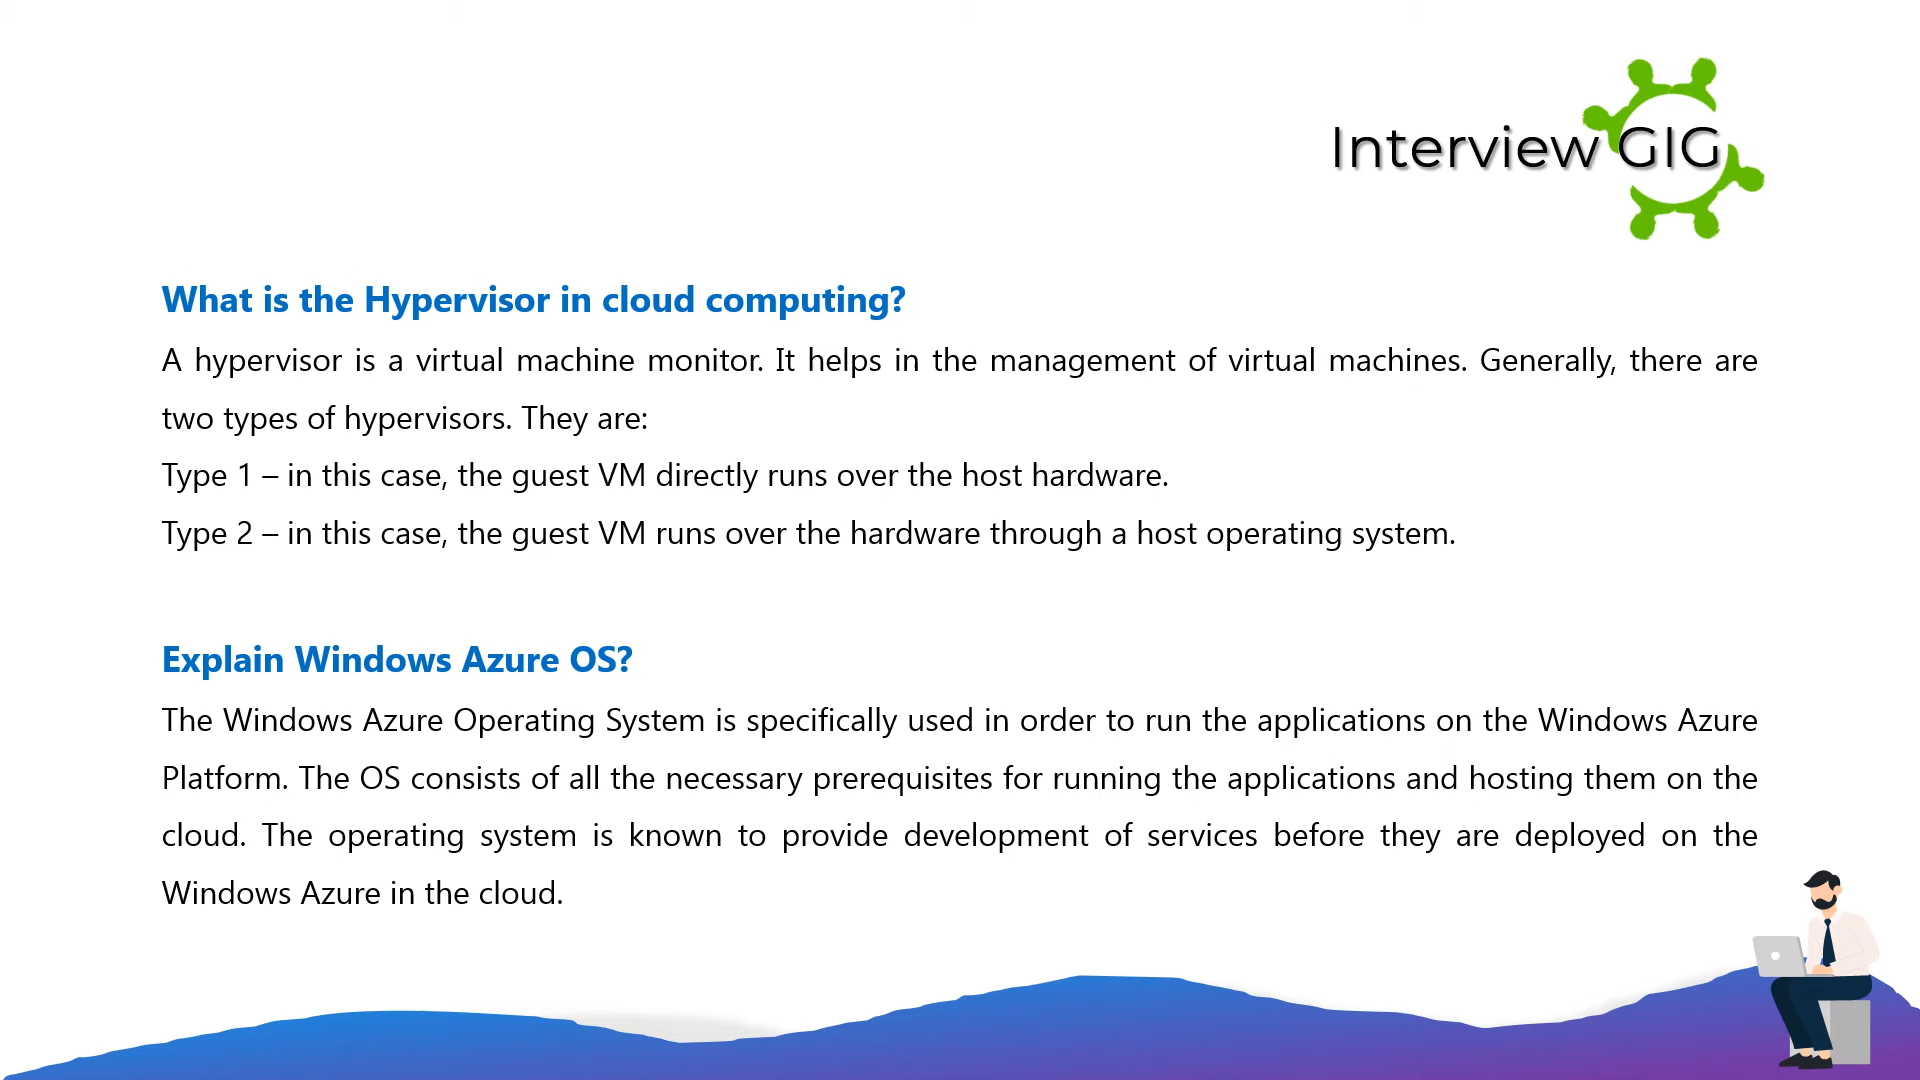 Interview GIG
What is the Hypervisor in cloud computing?
A hypervisor is a virtual machine monitor. It helps in the management of virtual machines. Generally, there are
two types of hypervisors. They are:
Type 1 – in this case, the guest VM directly runs over the host hardware.
Type 2 – in this case, the guest VM runs over the hardware through a host operating system.
Explain Windows Azure OS?
The Windows Azure Operating System is specifically used in order to run the applications on the Windows Azure
Platform. The OS consists of all the necessary prerequisites for running the applications and hosting them on the
cloud. The operating system is known to provide development of services before they are deployed on the
Windows Azure in the cloud.